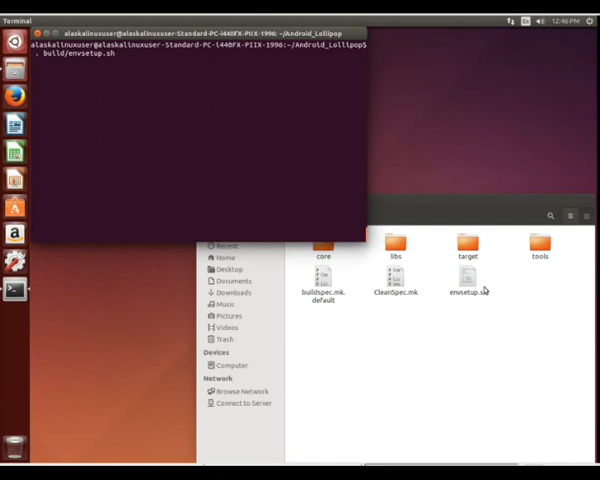 Terminal
En
12:46 PM
alaskalinuxuser@alaskalinuxuser-Standard-PC-i440FX-PIIX-1996: ~/Android_Lollipop
alaskalinuxuser@alaskalinuxuser-Standard-PC-i440FX-PIIX-1996:~/Android_Lollipop$
. build/envsetup.sh
Recent
Home
Desktop
Documents
Downloads
Music
Pictures
Videos
Trash
Devices
Computer
Network
Browse Network
Connect to Server
core
libs
target
tools
buildspec.mk.
default
CleanSpec.mk
envsetup.sh